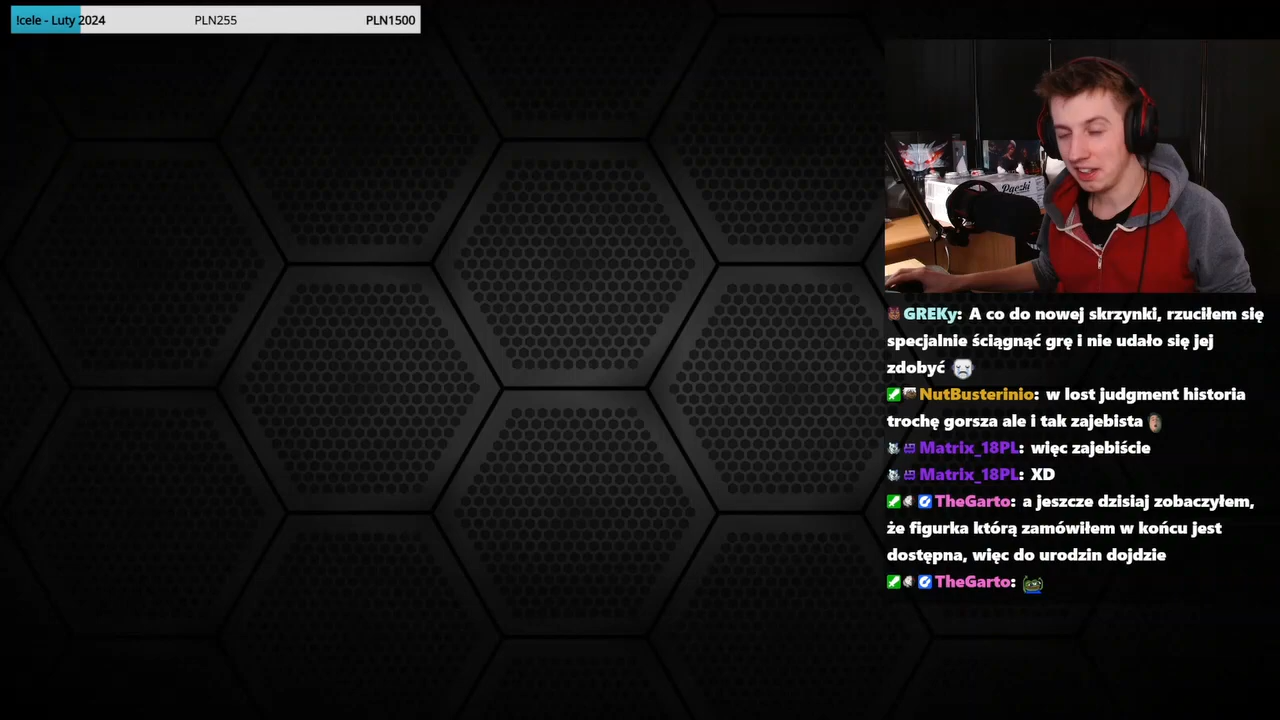 !cele - Luty 2024 PLN255 PLN1500
Pączki
GREKy: A co do nowej skrzynki, rzuciłem się
specjalnie ściągnąć grę i nie udało się jej
zdobyć
NutBusterinio: w lost judgment historia
trochę gorsza ale i tak zajebista
Matrix_18PL: więc zajebiście
Matrix_18PL: XD
TheGarto: a jeszcze dzisiaj zobaczyłem,
że figurka którą zamówiłem w końcu jest
dostępna, więc do urodzin dojdzie
TheGarto: